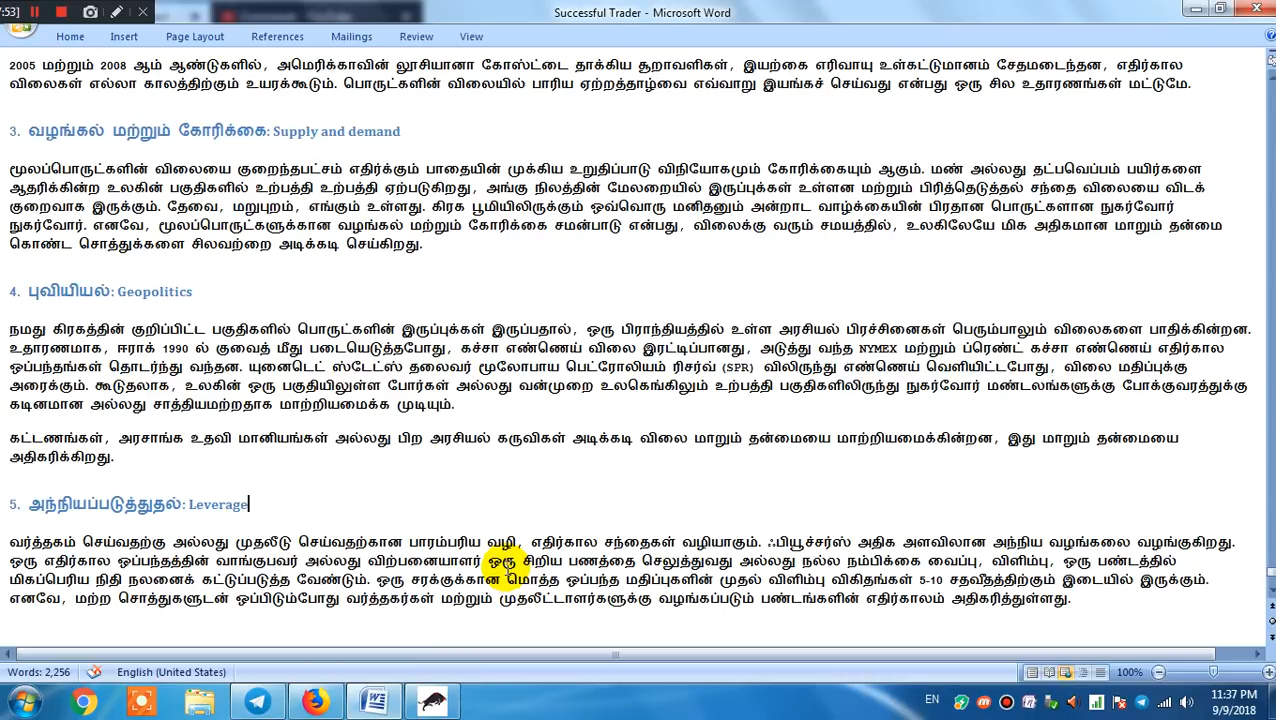 :53
Successful Trader - Microsoft Word
Home Insert Page Layout References Mailings Review View
2005 மற்றும் 2008 ஆம் ஆண்டுகளில், அமெரிக்காவின் லூசியானா கோஸ்ட்டை தாக்கிய சூறாவளிகள், இயற்கை எரிவாயு உள்கட்டுமானம் சேதமடைந்தன, எதிர்கால
விலைகள் எல்லா காலத்திற்கும் உயரக்கூடும். பொருட்களின் விலையில் பாரிய ஏற்றத்தாழ்வை எவ்வாறு இயங்கச் செய்வது என்பது ஒரு சில உதாரணங்கள் மட்டுமே.
3. வழங்கல் மற்றும் கோரிக்கை: Supply and demand
மூலப்பொருட்களின் விலையை குறைந்தபட்சம் எதிர்க்கும் பாதையின் முக்கிய உறுதிப்பாடு விநியோகமும் கோரிக்கையும் ஆகும். மண் அல்லது தட்பவெப்பம் பயிர்களை
ஆதரிக்கின்ற உலகின் பகுதிகளில் உற்பத்தி உற்பத்தி ஏற்படுகிறது, அங்கு நிலத்தின் மேலறையில் இருப்புக்கள் உள்ளன மற்றும் பிரித்தெடுத்தல் சந்தை விலையை விடக்
குறைவாக இருக்கும். தேவை, மறுபுறம், எங்கும் உள்ளது. கிரக பூமியிலிருக்கும் ஒவ்வொரு மனிதனும் அன்றாட வாழ்க்கையின் பிரதான பொருட்களான நுகர்வோர்
நுகர்வோர். எனவே, மூலப்பொருட்களுக்கான வழங்கல் மற்றும் கோரிக்கை சமன்பாடு என்பது, விலைக்கு வரும் சமயத்தில், உலகிலேயே மிக அதிகமான மாறும் தன்மை
கொண்ட சொத்துக்களை சிலவற்றை அடிக்கடி செய்கிறது.
4. புவியியல்: Geopolitics
நமது கிரகத்தின் குறிப்பிட்ட பகுதிகளில் பொருட்களின் இருப்புக்கள் இருப்பதால், ஒரு பிராந்தியத்தில் உள்ள அரசியல் பிரச்சினைகள் பெரும்பாலும் விலைகளை பாதிக்கின்றன.
உதாரணமாக, ஈராக் 1990 ல் குவைத் மீது படையெடுத்தபோது, கச்சா எண்ணெய் விலை இரட்டிப்பானது, அடுத்து வந்த NYMEX மற்றும் ப்ரெண்ட் கச்சா எண்ணெய் எதிர்கால
ஒப்பந்தங்கள் தொடர்ந்து வந்தன. யுனைடெட் ஸ்டேட்ஸ் தலைவர் மூலோபாய பெட்ரோலியம் ரிசர்வ் (SPR) விலிருந்து எண்ணெய் வெளியிட்டபோது, விலை மதிப்புக்கு
அரைக்கும். கூடுதலாக, உலகின் ஒரு பகுதியிலுள்ள போர்கள் அல்லது வன்முறை உலகெங்கிலும் உற்பத்தி பகுதிகளிலிருந்து நுகர்வோர் மண்டலங்களுக்கு போக்குவரத்துக்கு
கடினமான அல்லது சாத்தியமற்றதாக மாற்றியமைக்க முடியும்.
கட்டணங்கள், அரசாங்க உதவி மானியங்கள் அல்லது பிற அரசியல் கருவிகள் அடிக்கடி விலை மாறும் தன்மையை மாற்றியமைக்கின்றன, இது மாறும் தன்மையை
அதிகரிக்கிறது.
5. அந்நியப்படுத்துதல்: Leverage
வர்த்தகம் செய்வதற்கு அல்லது முதலீடு செய்வதற்கான பாரம்பரிய வழி, எதிர்கால சந்தைகள் வழியாகும். ஃபியூச்சர்ஸ் அதிக அளவிலான அந்நிய வழங்கலை வழங்குகிறது.
ஒரு எதிர்கால ஒப்பந்தத்தின் வாங்குபவர் அல்லது விற்பனையாளர் ஒரு சிறிய பணத்தை செலுத்துவது அல்லது நல்ல நம்பிக்கை வைப்பு, விளிம்பு, ஒரு பண்டத்தில்
மிகப்பெரிய நிதி நலனைக் கட்டுப்படுத்த வேண்டும். ஒரு சரக்குக்கான மொத்த ஒப்பந்த மதிப்புகளின் முதல் விளிம்பு விகிதங்கள் 5-10 சதவீதத்திற்கும் இடையில் இருக்கும்.
எனவே, மற்ற சொத்துகளுடன் ஒப்பிடும்போது வர்த்தகர்கள் மற்றும் முதலீட்டாளர்களுக்கு வழங்கப்படும் பண்டங்களின் எதிர்காலம் அதிகரித்துள்ளது.
Words: 2,256 English (United States) 100%
EN 11:37 PM
9/9/2018